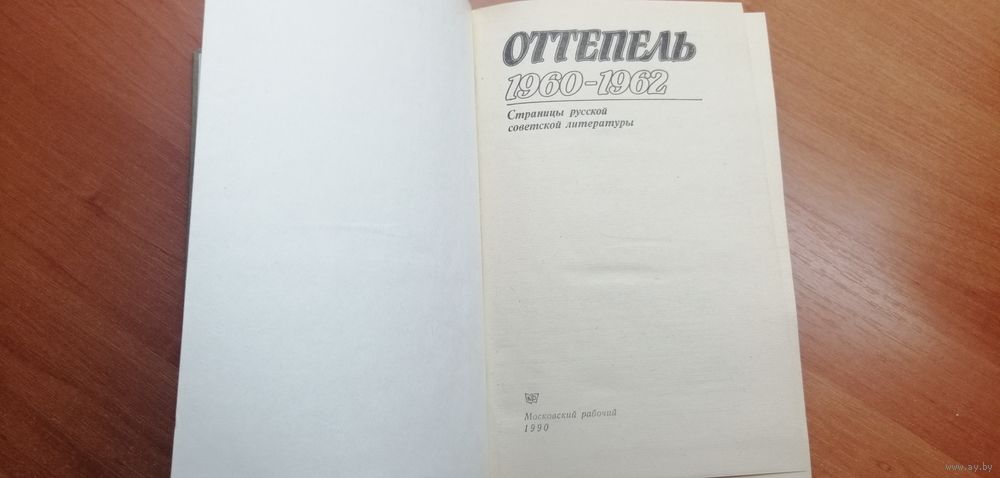 ОТТЕПЕЛЬ
1960-1962
Страницы русской
советской литературы
Московский рабочий
1990
www.ay.by